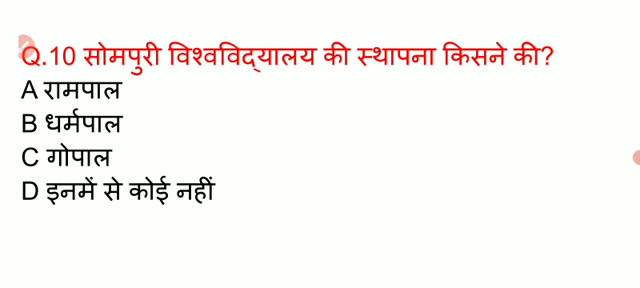 Q.10 सोमपुरी विश्वविद्यालय की स्थापना किसने की?
A रामपाल
B धर्मपाल
C गोपाल
D इनमें से कोई नहीं